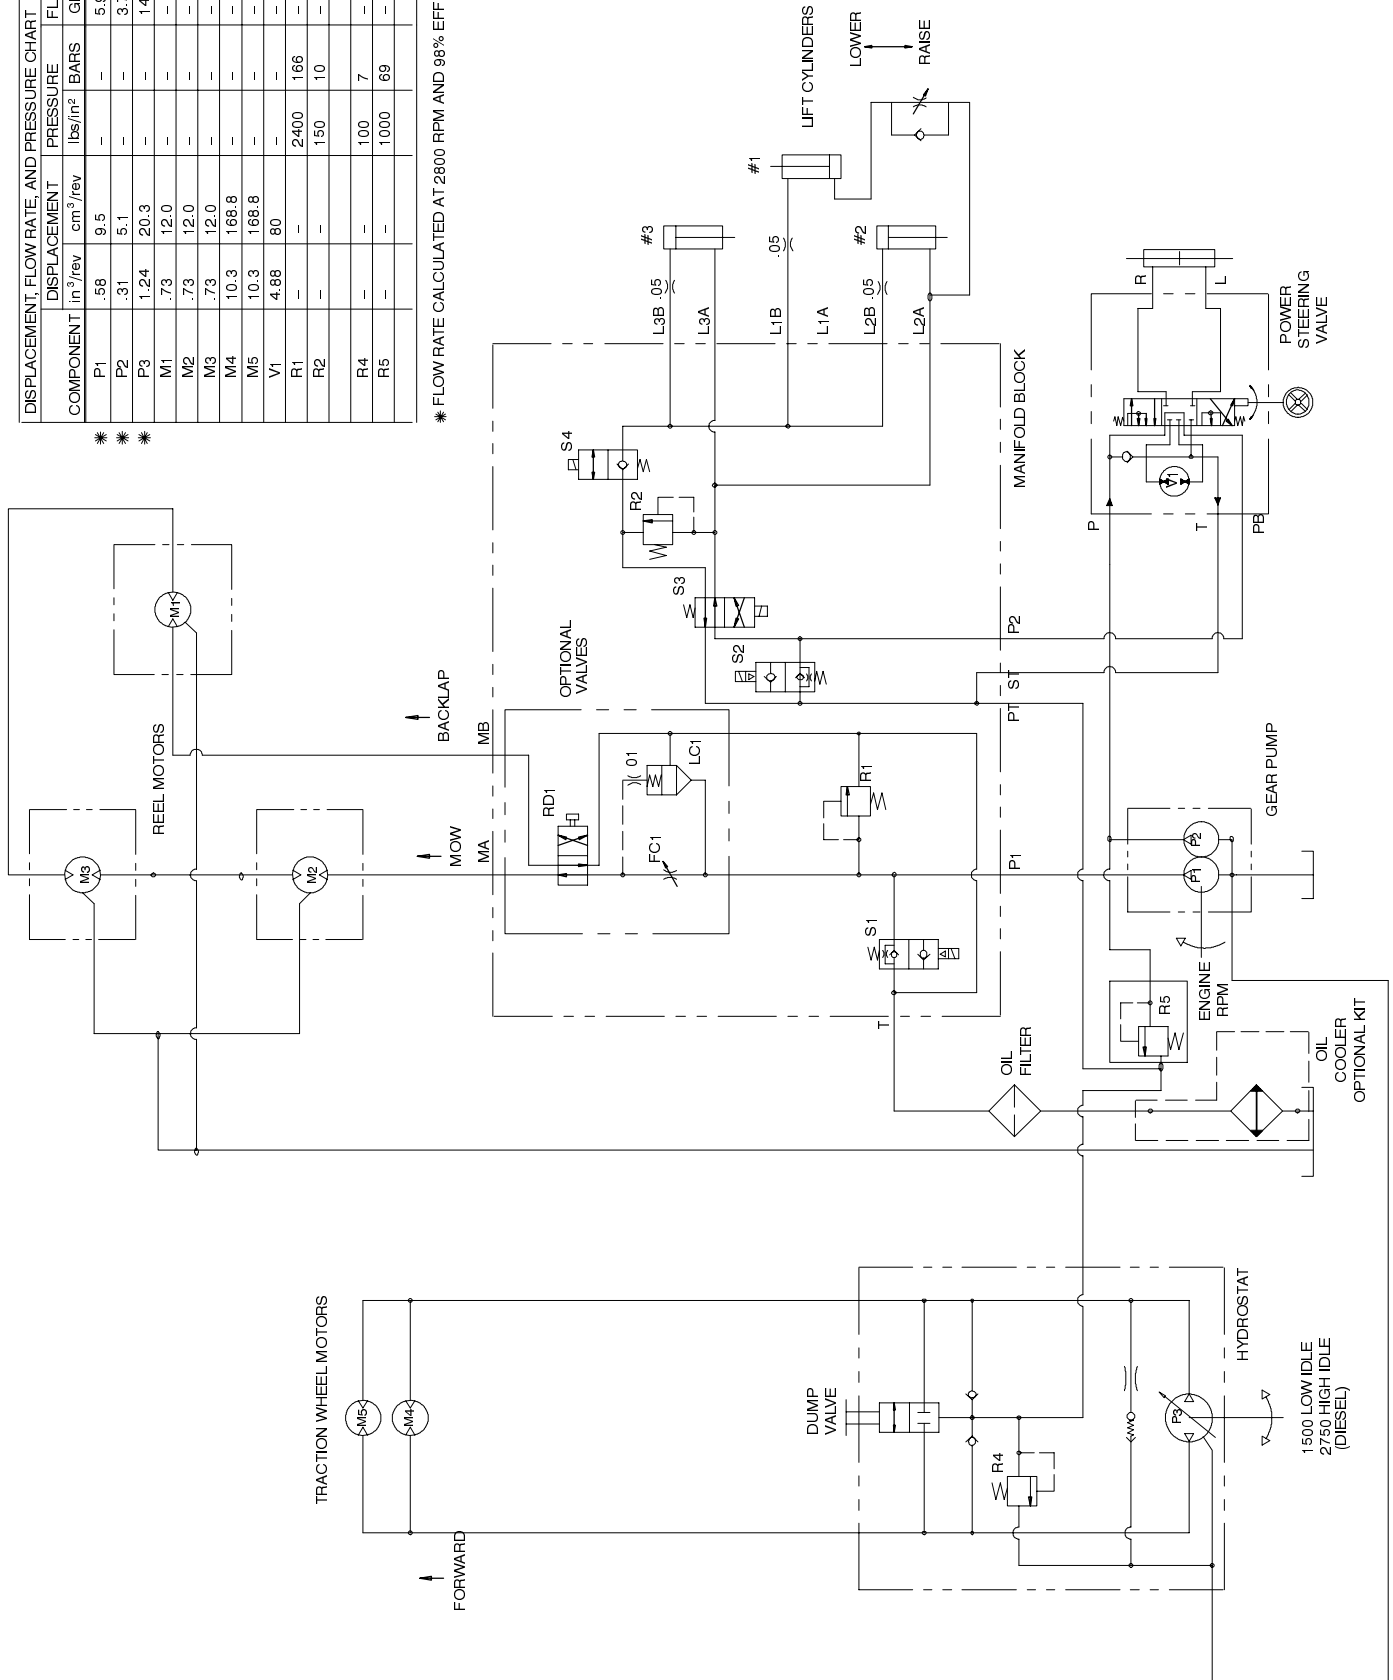 DISPLACEMENT, FLOW RATE, AND PRESSURE CHART
DISPLACEMENT PRESSURE FL
COMPONENT in³/rev cm³/rev lbs/in² BARS G
✳ P1 .58 9.5 – – 5.
✳ P2 .31 5.1 – – 3.
✳ P3 1.24 20.3 – – 14
M1 .73 12.0 – – –
M2 .73 12.0 – – –
M3 .73 12.0 – – –
M4 10.3 168.8 – – –
M5 10.3 168.8 – – –
V1 4.88 80 – – –
R1 – – 2400 166 –
R2 – – 150 10 –
R4 – – 100 7 –
R5 – – 1000 69 –
✳ FLOW RATE CALCULATED AT 2800 RPM AND 98% EFF
LIFT CYLINDERS
LOWER
RAISE
#1
#3
#2
L3B .05
L3A
L1B .05
L1A
L2B .05
L2A
R
L
POWER
STEERING
VALVE
MANIFOLD BLOCK
S4
R2
S3
S2
V1
P
T
PB
P2
ST
PT
M1
REEL MOTORS
M3
M2
BACKLAP
MB
MOW
MA
OPTIONAL
VALVES
RD1
.01
LC1
FC1
R1
S1
P1
T
GEAR PUMP
P2
P1
ENGINE
RPM
R5
OIL
FILTER
OIL
COOLER
OPTIONAL KIT
TRACTION WHEEL MOTORS
M5
M4
FORWARD
DUMP
VALVE
R4
P3
HYDROSTAT
1500 LOW IDLE
2750 HIGH IDLE
(DIESEL)